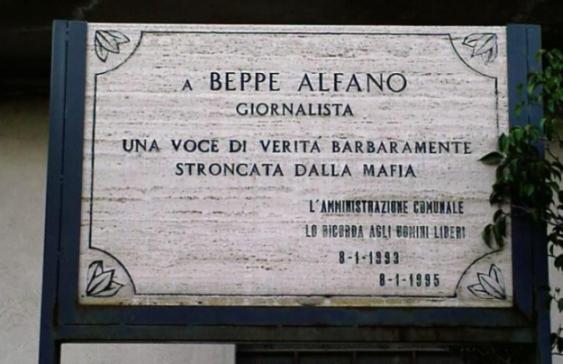 A BEPPE ALFANO
GIORNALISTA
UNA VOCE DI VERITÁ BARBARAMENTE
STRONCATA DALLA MAFIA
L'AMMINISTRAZIONE COMUNALE
LO RICORDA AGLI UOMINI LIBERI
8-1-1993
8-1-1995